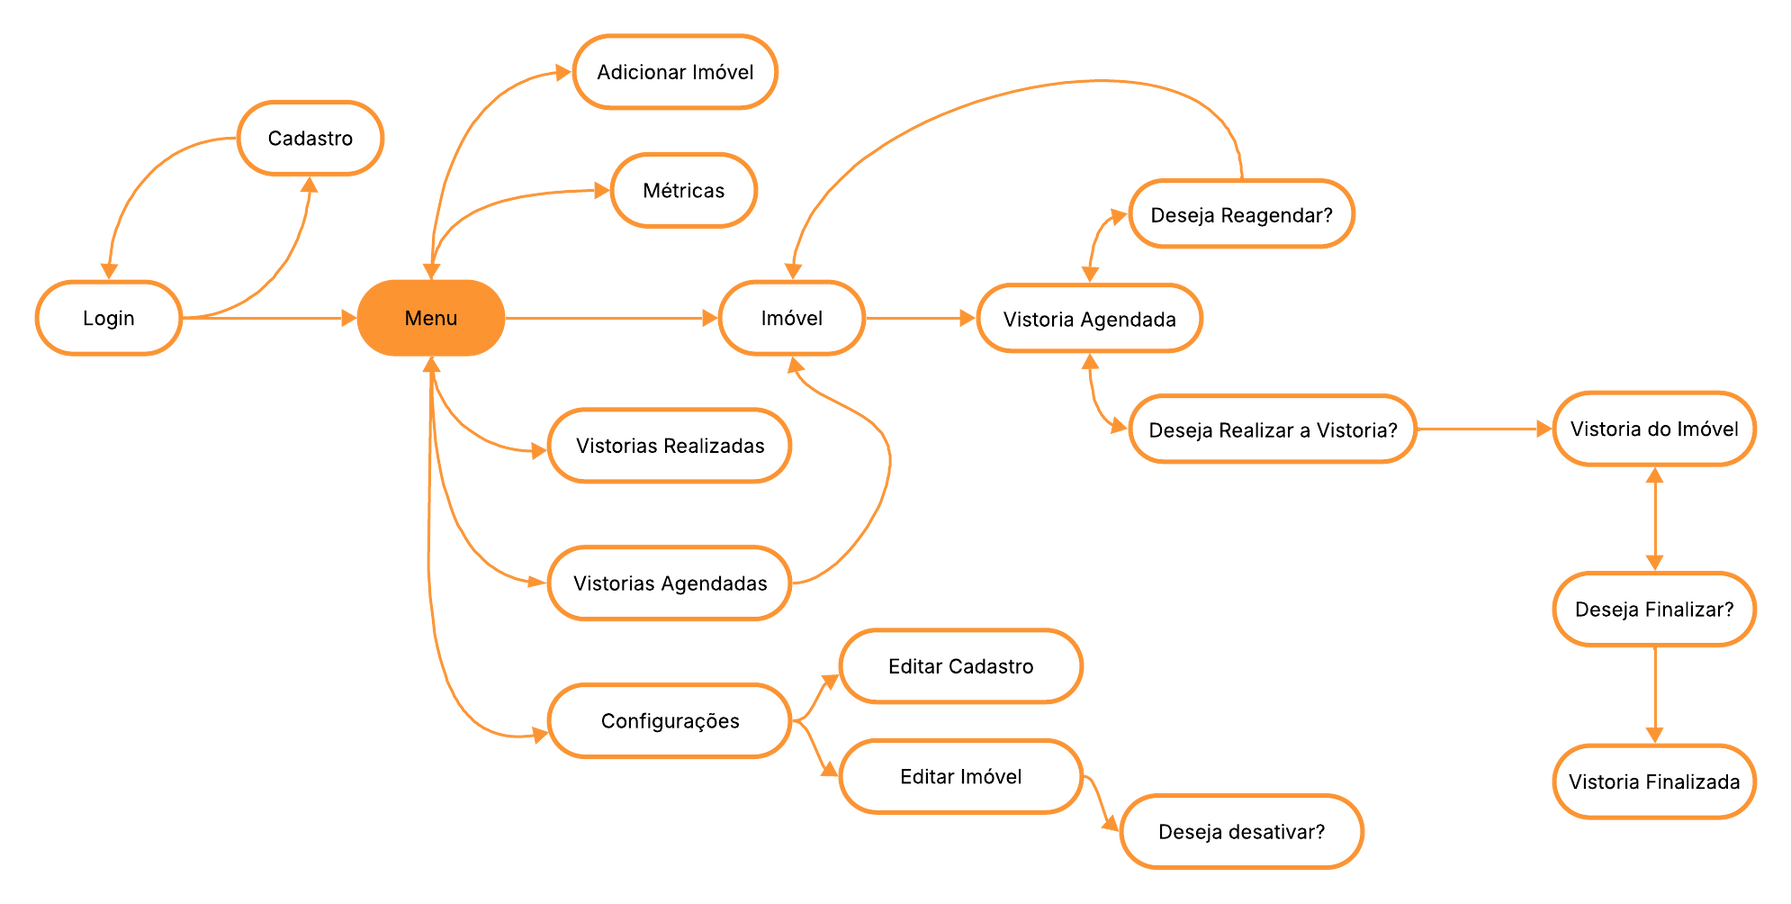 Adicionar Imóvel
Cadastro
Métricas
Deseja Reagendar?
Login
Menu
Imóvel
Vistoria Agendada
Vistorias Realizadas
Deseja Realizar a Vistoria?
Vistoria do Imóvel
Vistorias Agendadas
Deseja Finalizar?
Editar Cadastro
Configurações
Editar Imóvel
Vistoria Finalizada
Deseja desativar?